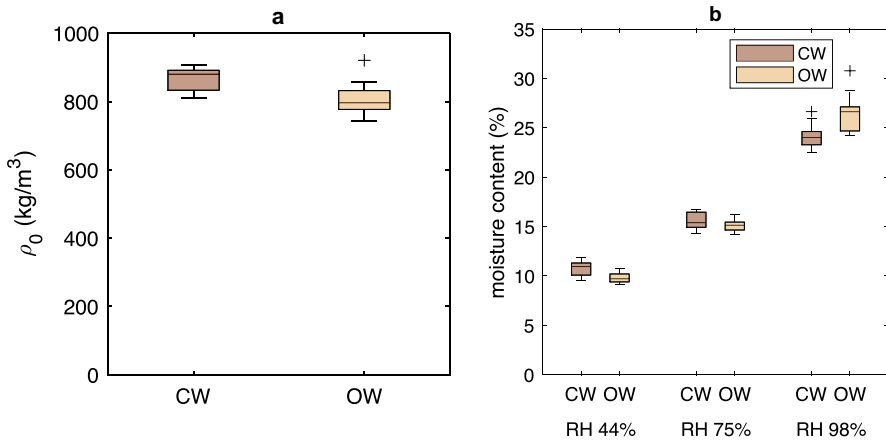 a
1000
800
600
400
200
0
ρ0 (kg/m3)
CW OW
b
35
30
25
20
15
10
5
0
moisture content (%)
CW
OW
CW OW CW OW CW OW
RH 44% RH 75% RH 98%